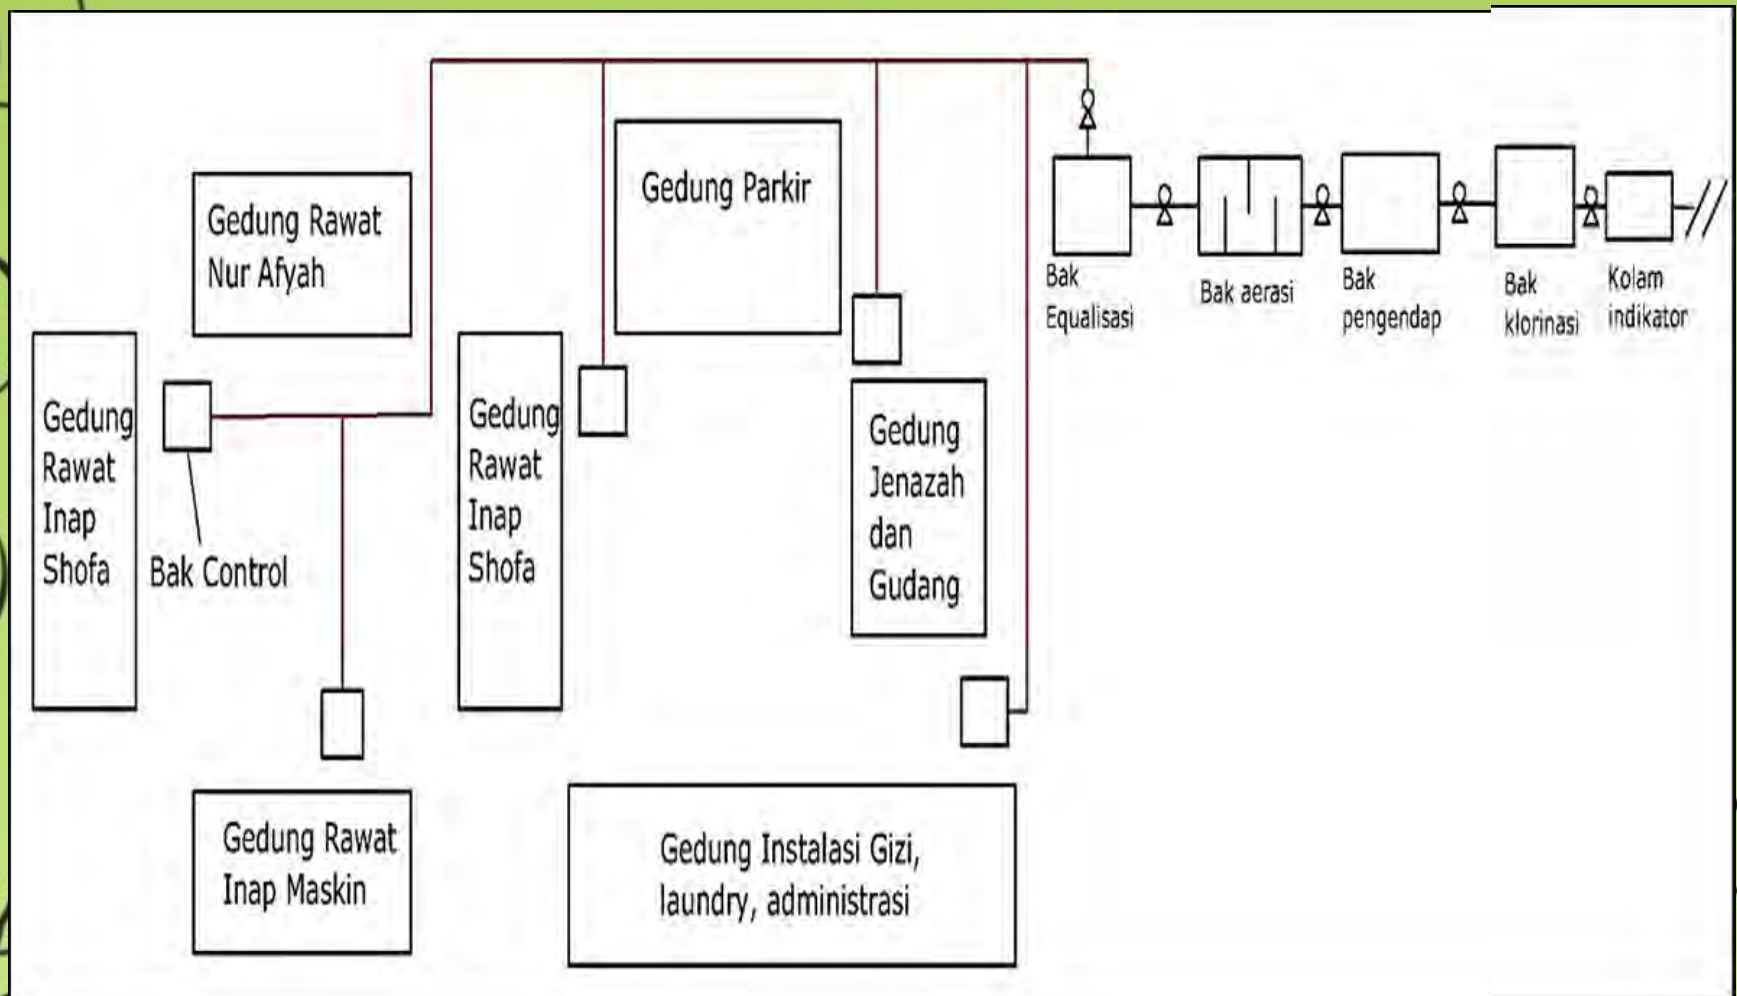 Gedung Rawat
Nur Afyah
Gedung Parkir
Bak
Equalisasi
Bak aerasi
Bak
pengendap
Bak
klorinasi
Kolam
indikator
Gedung
Rawat
Inap
Shofa
Bak Control
Gedung
Rawat
Inap
Shofa
Gedung
Jenazah
dan
Gudang
Gedung Rawat
Inap Maskin
Gedung Instalasi Gizi,
laundry, administrasi